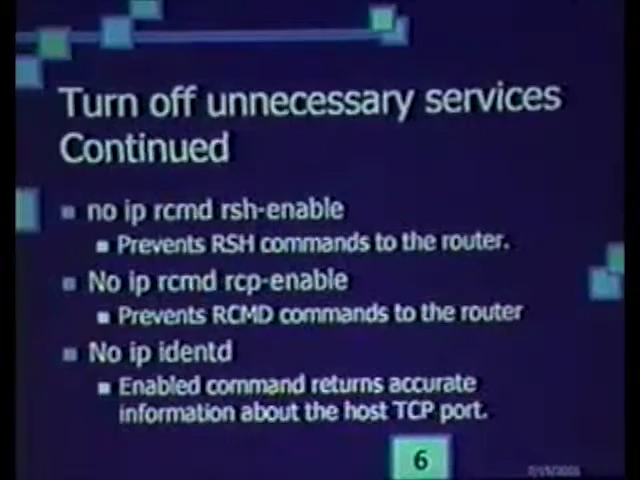 Turn off unnecessary services
Continued
no ip rcmd rsh-enable
Prevents RSH commands to the router.
No ip rcmd rcp-enable
Prevents RCMD commands to the router
No ip identd
Enabled command returns accurate
information about the host TCP port.
6